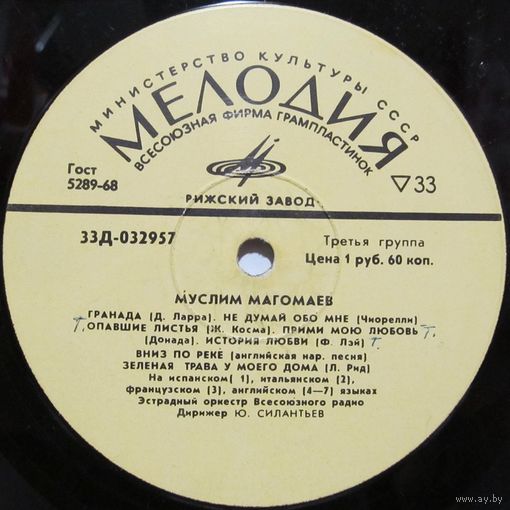 МИНИСТЕРСТВО КУЛЬТУРЫ СССР
МЕЛОДИЯ
ВСЕСОЮЗНАЯ ФИРМА ГРАМПЛАСТИНОК
Гост
5289-68
▽33
РИЖСКИЙ ЗАВОД
33Д-032957
Третья группа
Цена 1 руб. 60 коп.
МУСЛИМ МАГОМАЕВ
ГРАНАДА (Д. Ларра). НЕ ДУМАЙ ОБО МНЕ (Чиорелли)
Т. ОПАВШИЕ ЛИСТЬЯ (Ж. Косма). ПРИМИ МОЮ ЛЮБОВЬ Т.
(Донада). ИСТОРИЯ ЛЮБВИ (Ф. Лэй) Т.
ВНИЗ ПО РЕКЕ (английская нар. песня)
ЗЕЛЕНАЯ ТРАВА У МОЕГО ДОМА (Л. Рид)
На испанском( 1), итальянском (2),
французском (3), английском (4—7) языках
Эстрадный оркестр Всесоюзного радио
Дирижер Ю. СИЛАНТЬЕВ
www.ay.by